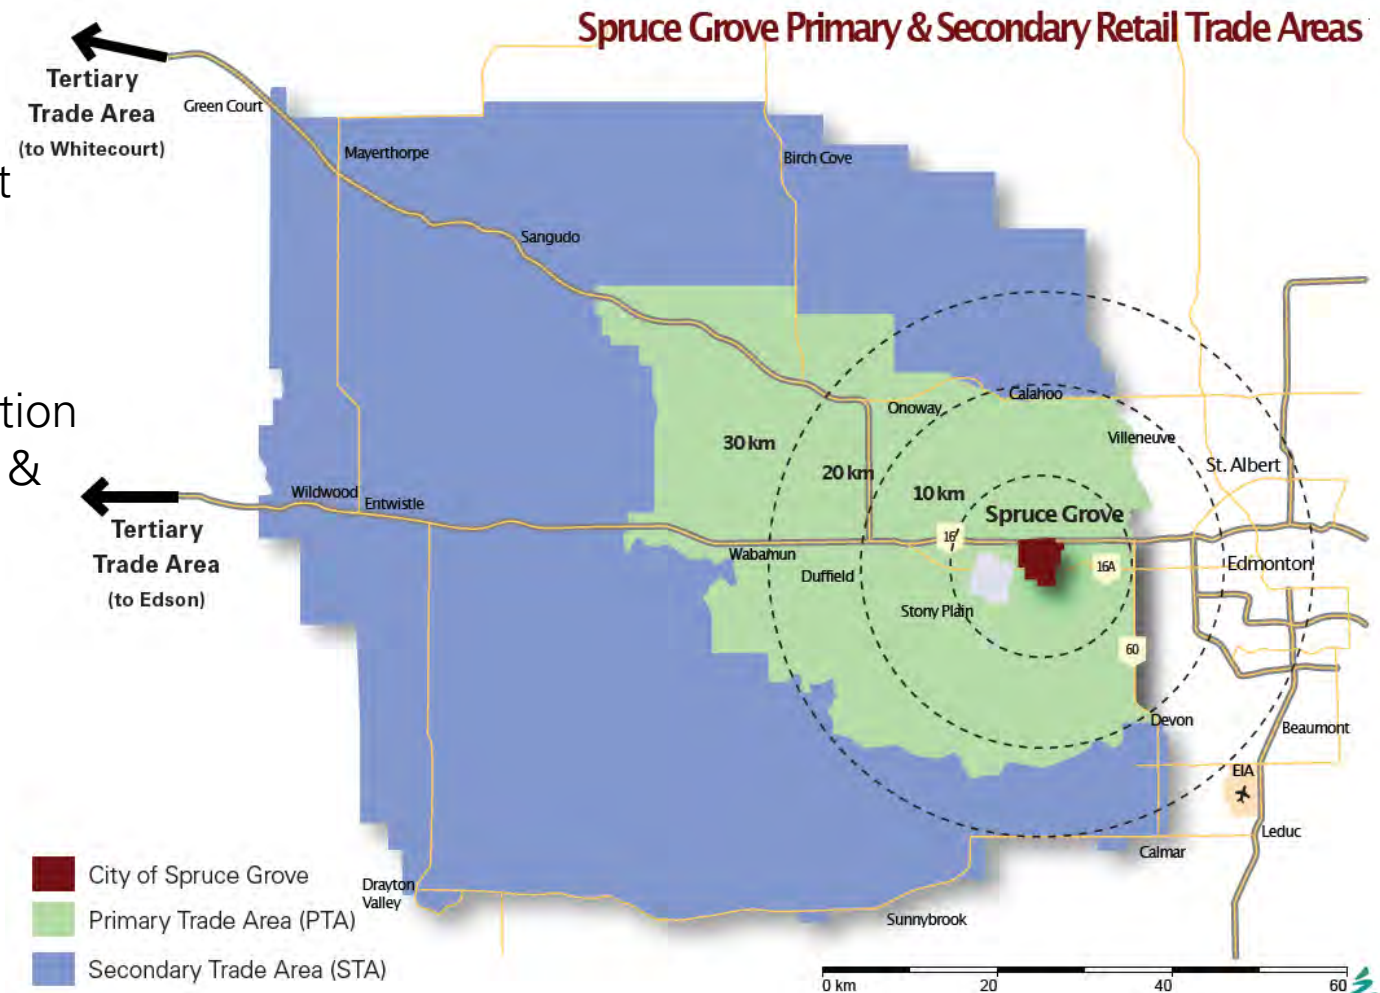 Spruce Grove Primary & Secondary Retail Trade Areas
Tertiary
Trade Area
(to Whitecourt)
t
Green Court
Mayerthorpe
Birch Cove
Sangudo
tion
&
Onoway
Calahoo
Villeneuve
30 km
20 km
10 km
St. Albert
Wildwood
Entwistle
Spruce Grove
Tertiary
Trade Area
(to Edson)
16
Wabamun
Duffield
16A
Edmonton
Stony Plain
60
Devon
Beaumont
EIA
Leduc
Calmar
Drayton
Valley
Sunnybrook
City of Spruce Grove
Primary Trade Area (PTA)
Secondary Trade Area (STA)
0 km 20 40 60